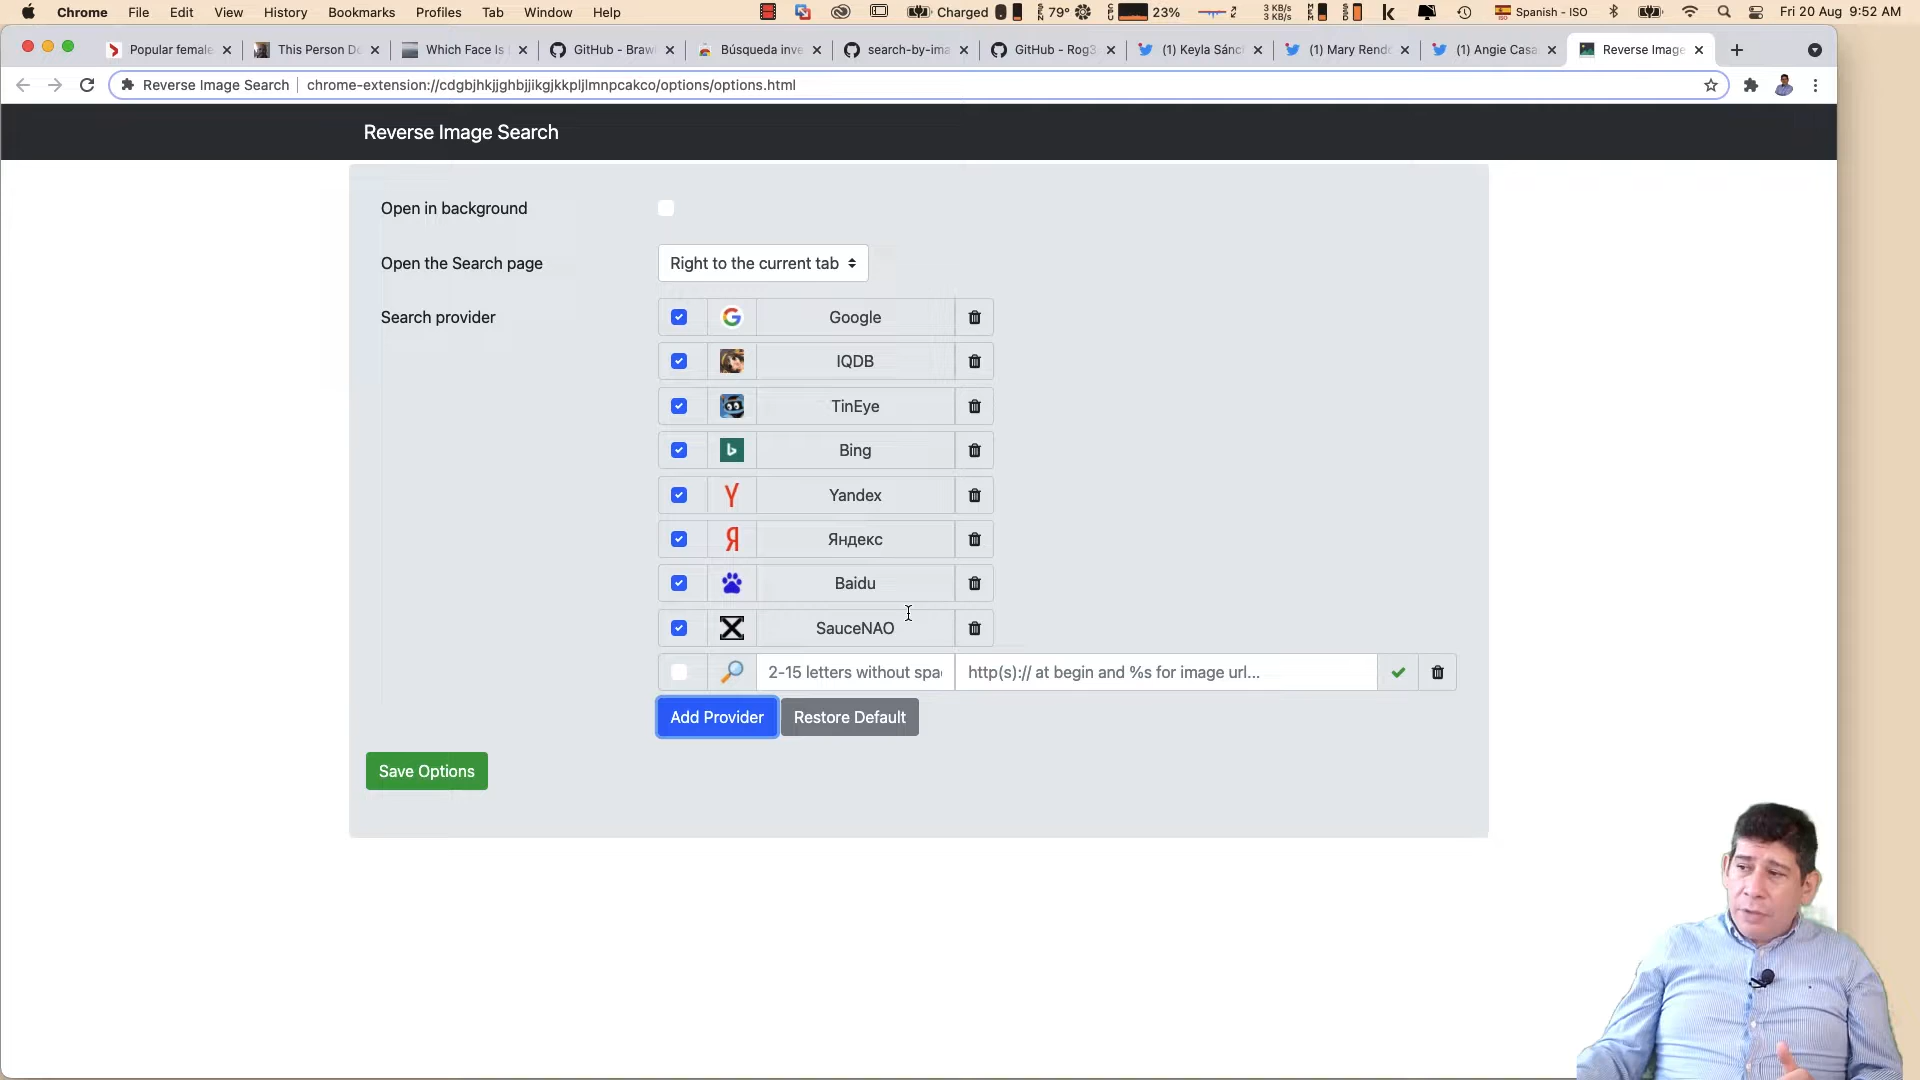 Chrome File Edit View History Bookmarks Profiles Tab Window Help Charged 79° 23% 3 KB/s 3 KB/s Spanish - ISO Fri 20 Aug 9:52 AM
Popular female This Person D Which Face Is GitHub - Braw Búsqueda inve search-by-ima GitHub - Rog3 (1) Keyla Sánc (1) Mary Rend (1) Angie Casa Reverse Image
Reverse Image Search chrome-extension://cdgbjhkjjghbjjikgjkkpljlmnpcakco/options/options.html
Reverse Image Search
Open in background
Open the Search page Right to the current tab
Search provider Google
IQDB
TinEye
Bing
Yandex
Яндекс
Baidu
SauceNAO
2-15 letters without spa http(s):// at begin and %s for image url...
Add Provider Restore Default
Save Options